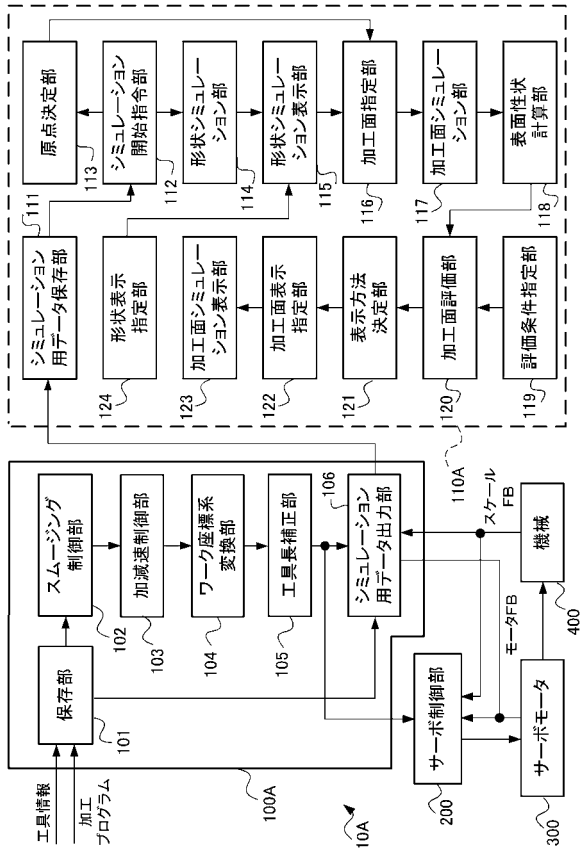 工具情報
加工
プログラム
保存部
101
スムージング
制御部
102
加減速制御部
103
ワーク座標系
変換部
104
工具長補正部
105
シミュレーション
用データ出力部
106
100A
10A
サーボ制御部
200
サーボモータ
300
機械
400
モータFB
スケール
FB
110A
シミュレーション
用データ保存部
111
シミュレーション
開始指令部
112
原点決定部
113
形状シミュレー
ション部
114
形状シミュレー
ション表示部
115
加工面指定部
116
加工面シミュレー
ション部
117
表面性状
計算部
118
評価条件指定部
119
加工面評価部
120
表示方法
決定部
121
加工面表示
指定部
122
加工面シミュレー
ション表示部
123
形状表示
指定部
124